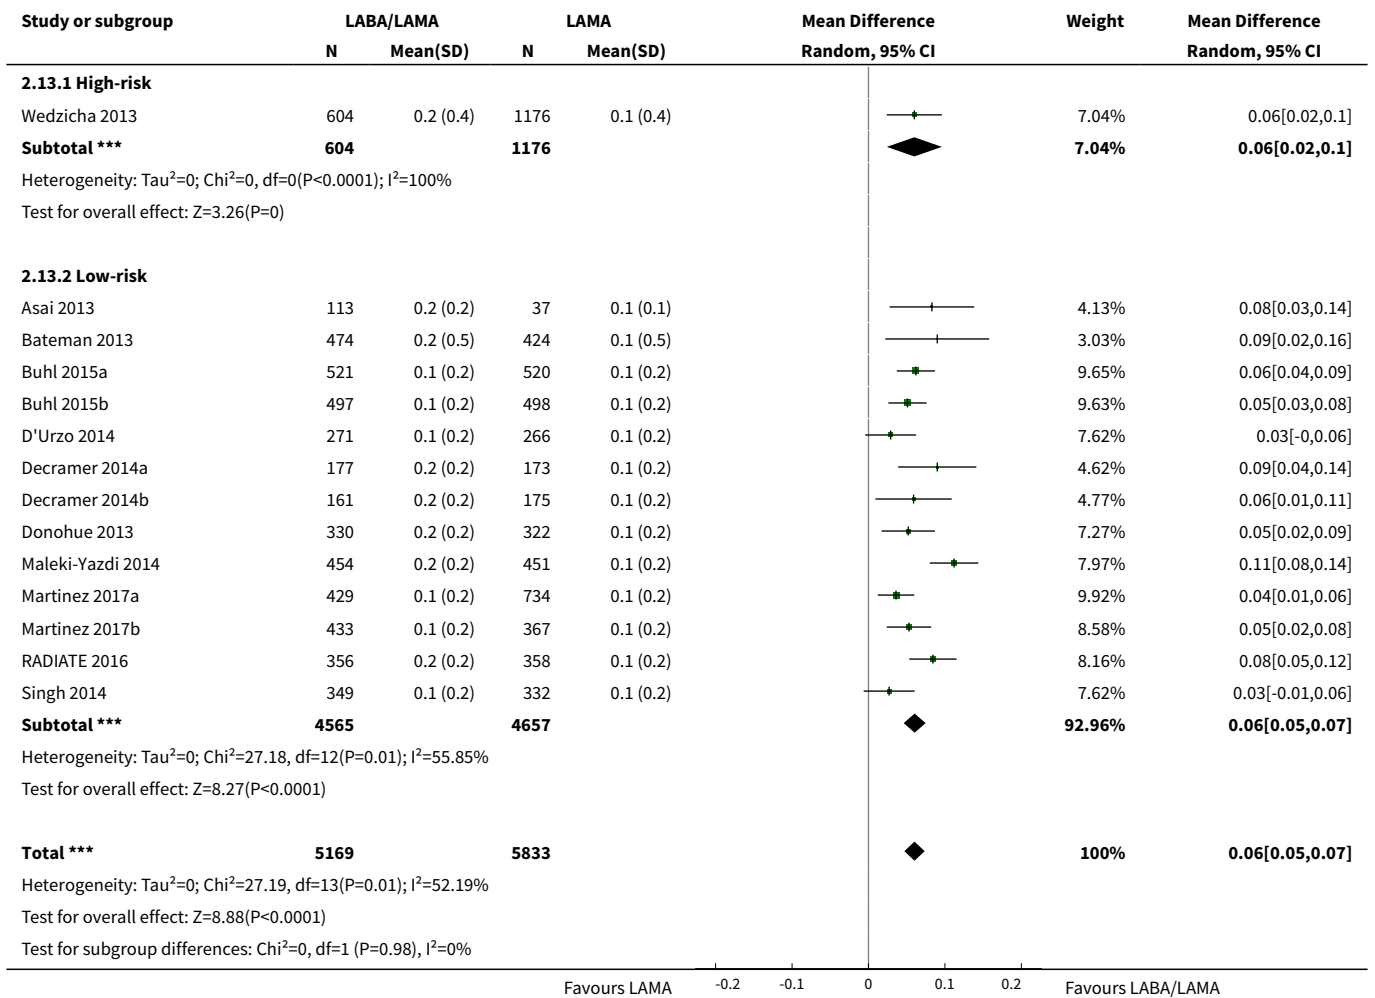 Study or subgroup LABA/LAMA LAMA Mean Difference Weight Mean Difference
N Mean(SD) N Mean(SD) Random, 95% CI Random, 95% CI
2.13.1 High-risk
Wedzicha 2013 604 0.2 (0.4) 1176 0.1 (0.4) 7.04% 0.06[0.02,0.1]
Subtotal *** 604 1176 7.04% 0.06[0.02,0.1]
Heterogeneity: Tau²=0; Chi²=0, df=0(P<0.0001); I²=100%
Test for overall effect: Z=3.26(P=0)
2.13.2 Low-risk
Asai 2013 113 0.2 (0.2) 37 0.1 (0.1) 4.13% 0.08[0.03,0.14]
Bateman 2013 474 0.2 (0.5) 424 0.1 (0.5) 3.03% 0.09[0.02,0.16]
Buhl 2015a 521 0.1 (0.2) 520 0.1 (0.2) 9.65% 0.06[0.04,0.09]
Buhl 2015b 497 0.1 (0.2) 498 0.1 (0.2) 9.63% 0.05[0.03,0.08]
D'Urzo 2014 271 0.1 (0.2) 266 0.1 (0.2) 7.62% 0.03[-0,0.06]
Decramer 2014a 177 0.2 (0.2) 173 0.1 (0.2) 4.62% 0.09[0.04,0.14]
Decramer 2014b 161 0.2 (0.2) 175 0.1 (0.2) 4.77% 0.06[0.01,0.11]
Donohue 2013 330 0.2 (0.2) 322 0.1 (0.2) 7.27% 0.05[0.02,0.09]
Maleki-Yazdi 2014 454 0.2 (0.2) 451 0.1 (0.2) 7.97% 0.11[0.08,0.14]
Martinez 2017a 429 0.1 (0.2) 734 0.1 (0.2) 9.92% 0.04[0.01,0.06]
Martinez 2017b 433 0.1 (0.2) 367 0.1 (0.2) 8.58% 0.05[0.02,0.08]
RADIATE 2016 356 0.2 (0.2) 358 0.1 (0.2) 8.16% 0.08[0.05,0.12]
Singh 2014 349 0.1 (0.2) 332 0.1 (0.2) 7.62% 0.03[-0.01,0.06]
Subtotal *** 4565 4657 92.96% 0.06[0.05,0.07]
Heterogeneity: Tau²=0; Chi²=27.18, df=12(P=0.01); I²=55.85%
Test for overall effect: Z=8.27(P<0.0001)
Total *** 5169 5833 100% 0.06[0.05,0.07]
Heterogeneity: Tau²=0; Chi²=27.19, df=13(P=0.01); I²=52.19%
Test for overall effect: Z=8.88(P<0.0001)
Test for subgroup differences: Chi²=0, df=1 (P=0.98), I²=0%
Favours LAMA -0.2 -0.1 0 0.1 0.2 Favours LABA/LAMA